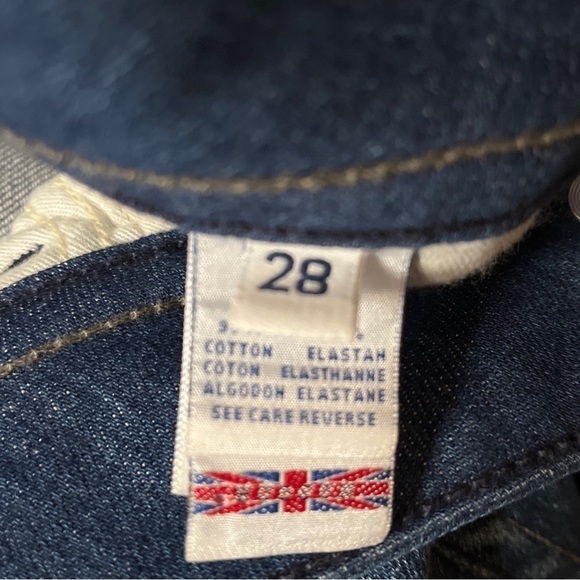 28
COTTON ELASTAN
COTON ELASTHANNE
ALGODON ELASTANE
SEE CARE REVERSE